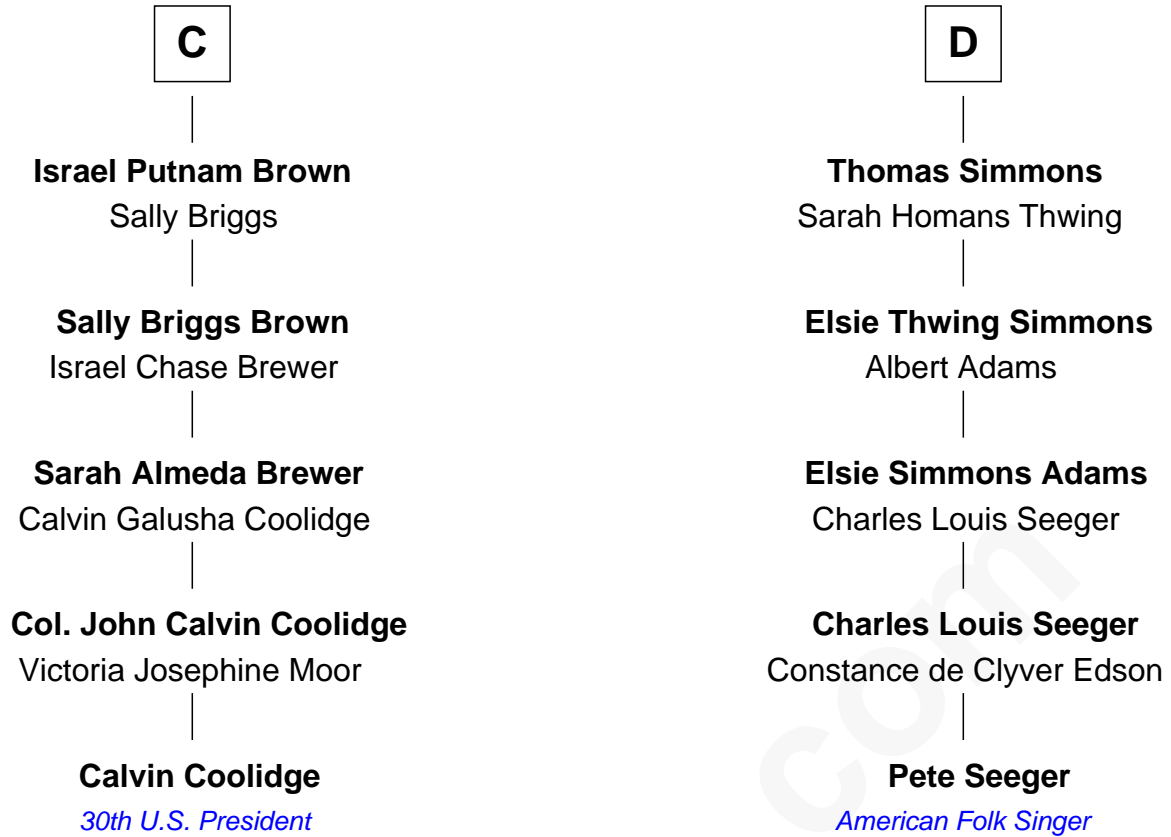 C
Israel Putnam Brown
Sally Briggs
Sally Briggs Brown
Israel Chase Brewer
Sarah Almeda Brewer
Calvin Galusha Coolidge
Col. John Calvin Coolidge
Victoria Josephine Moor
Calvin Coolidge
30th U.S. President
D
Thomas Simmons
Sarah Homans Thwing
Elsie Thwing Simmons
Albert Adams
Elsie Simmons Adams
Charles Louis Seeger
Charles Louis Seeger
Constance de Clyver Edson
Pete Seeger
American Folk Singer
com